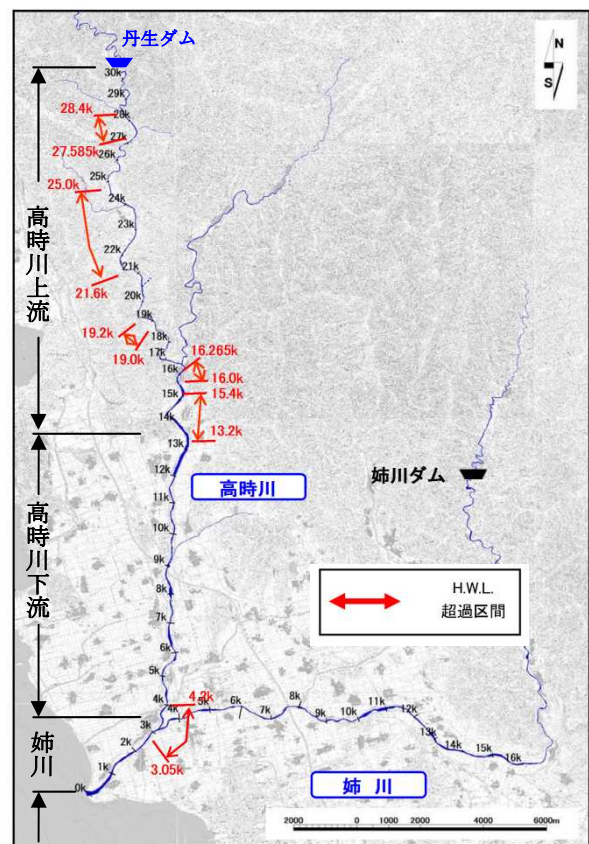 丹生ダム
N
S
30k
29k
28k
28.4k
27k
27.585k
26k
25k
25.0k
24k
23k
22k
21k
21.6k
20k
19k
19.2k
18k
19.0k
17k
16.265k
16k
16.0k
15k
15.4k
14k
13.2k
13k
高時川上流
12k
姉川ダム
高時川
11k
10k
高時川下流
9k
H.W.L.
超過区間
8k
7k
6k
5k
4k
4.2k
4k
5k
6k
7k
8k
9k
10k
11k
12k
13k
14k
15k
16k
3k
3.05k
2k
1k
0k
姉川
姉 川
2000
0
2000
4000
6000m